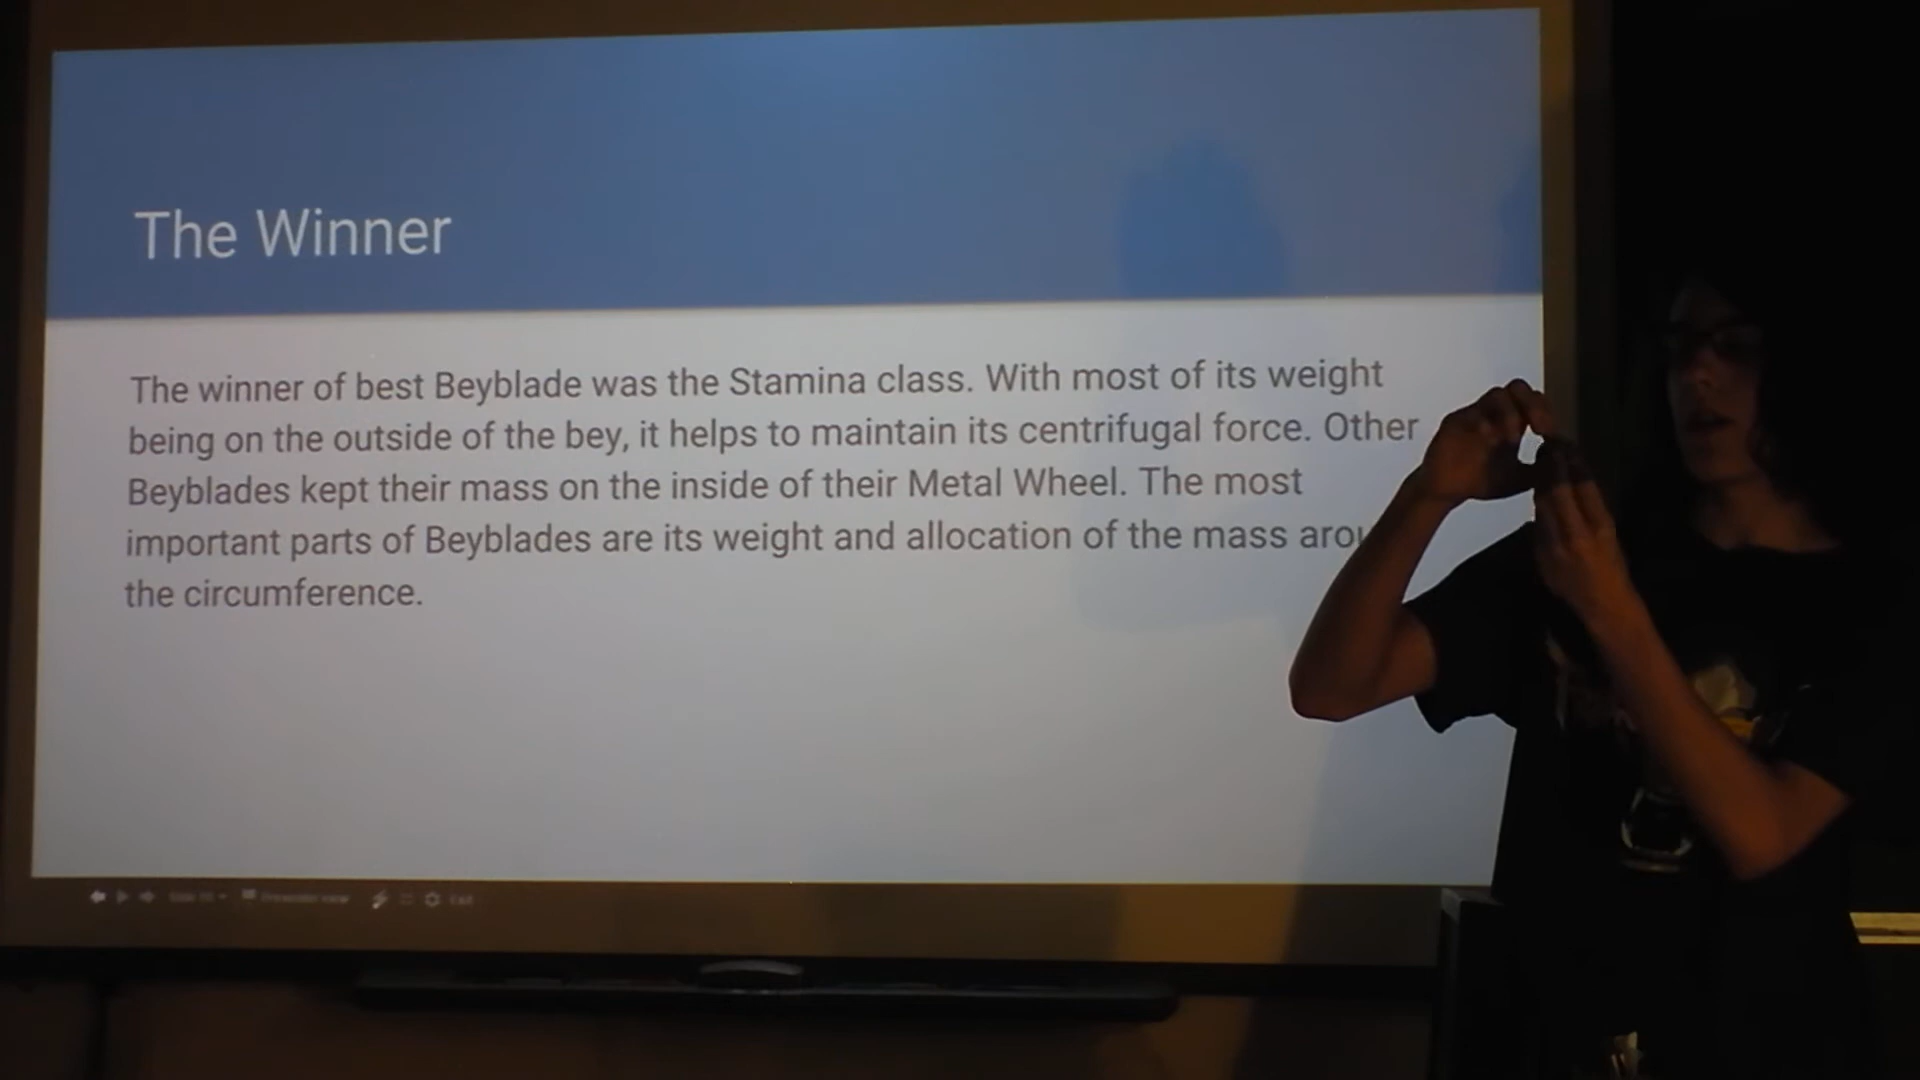 The Winner
The winner of best Beyblade was the Stamina class. With most of its weight
being on the outside of the bey, it helps to maintain its centrifugal force. Other
Beyblades kept their mass on the inside of their Metal Wheel. The most
important parts of Beyblades are its weight and allocation of the mass arou
the circumference.
Presenter view
Exit